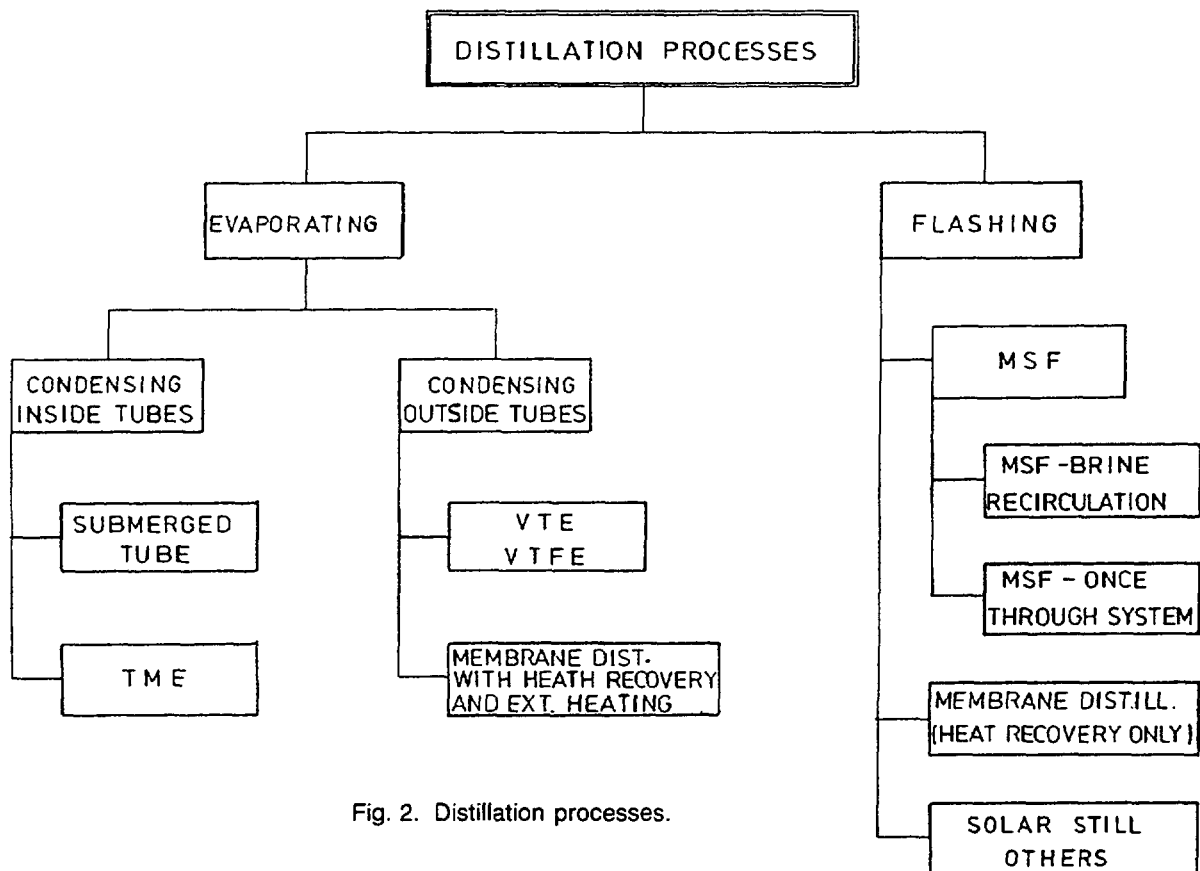 DISTILLATION PROCESSES
EVAPORATING
FLASHING
CONDENSING
INSIDE TUBES
CONDENSING
OUTSIDE TUBES
MSF
SUBMERGED
TUBE
VTE
VTFE
MSF-BRINE
RECIRCULATION
MSF - ONCE
THROUGH SYSTEM
TME
MEMBRANE DIST.
WITH HEATH RECOVERY
AND EXT. HEATING
MEMBRANE DISTILL.
(HEAT RECOVERY ONLY)
SOLAR STILL
OTHERS
Fig. 2. Distillation processes.